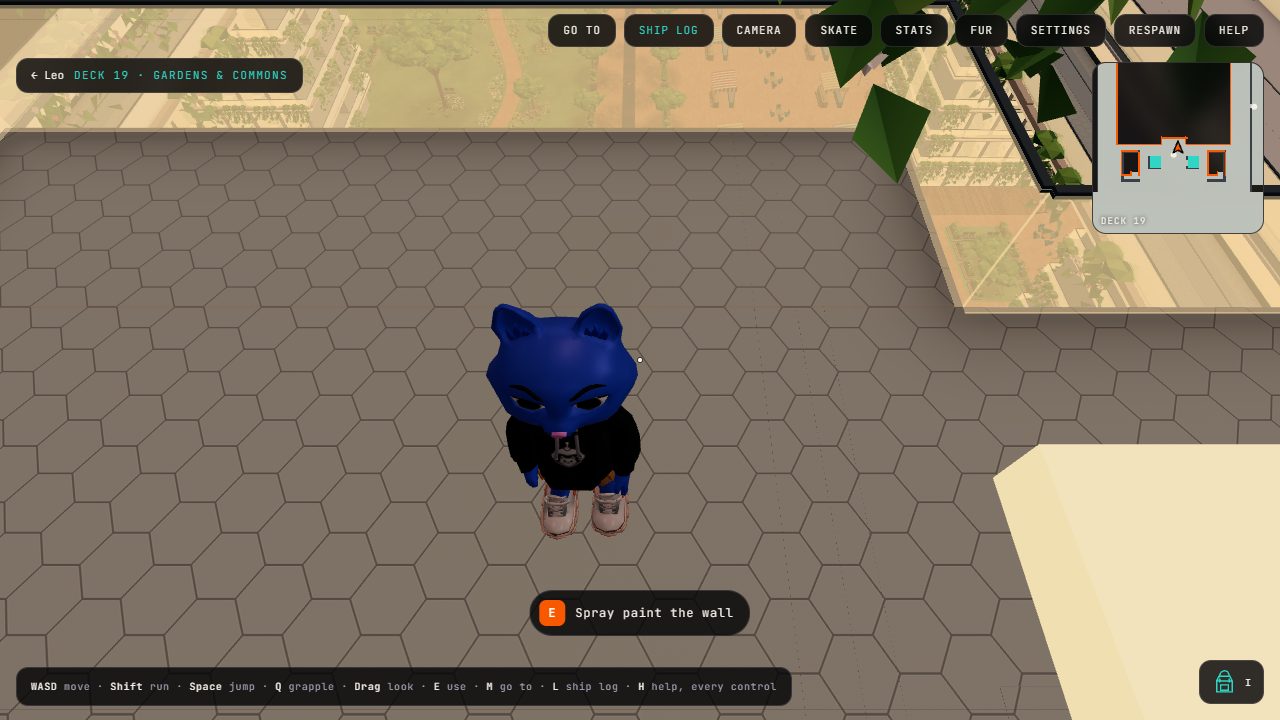 GO TO
SHIP LOG
CAMERA
SKATE
STATS
FUR
SETTINGS
RESPAWN
HELP
← Leo DECK 19 · GARDENS & COMMONS
DECK 19
E Spray paint the wall
WASD move · Shift run · Space jump · Q grapple · Drag look · E use · M go to · L ship log · H help, every control
I